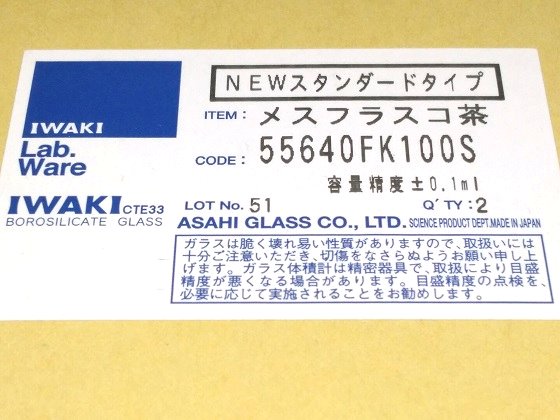 NEWスタンダードタイプ
ITEM: メスフラスコ茶
IWAKI
Lab.
Ware
CODE: 55640FK100S
容量精度±0.1ml
LOT No. 51 Q'TY: 2
IWAKI CTE33
BOROSILICATE GLASS
ASAHI GLASS CO., LTD. SCIENCE PRODUCT DEPT. MADE IN JAPAN
ガラスは脆く壊れ易い性質がありますので、取扱いには
十分ご注意いただき、切傷をなさらぬようお願い申し上
げます。ガラス体積計は精密器具で、取扱により目盛
精度が悪くなる場合があります。目盛精度の点検を、
必要に応じて実施されることをお勧めします。